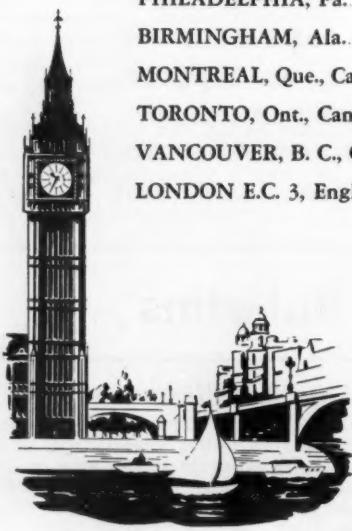 PHILADELPHIA, Pa.
BIRMINGHAM, Ala.
MONTREAL, Que., Ca
TORONTO, Ont., Can
VANCOUVER, B. C.,
LONDON E.C. 3, Engl